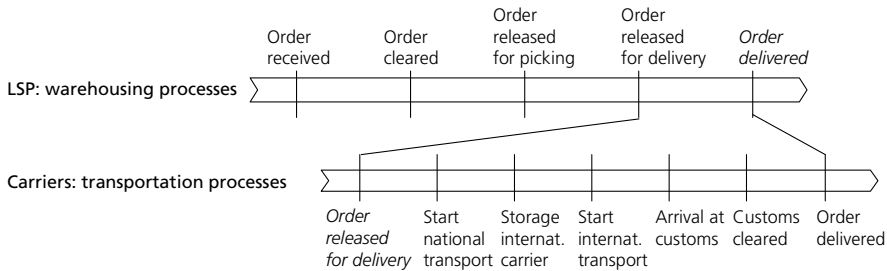 Order
received
Order
cleared
Order
released
for picking
Order
released
for delivery
Order
delivered
LSP: warehousing processes
Carriers: transportation processes
Order
released
for delivery
Start
national
transport
Storage
internat.
carrier
Start
internat.
transport
Arrival at
customs
Customs
cleared
Order
delivered